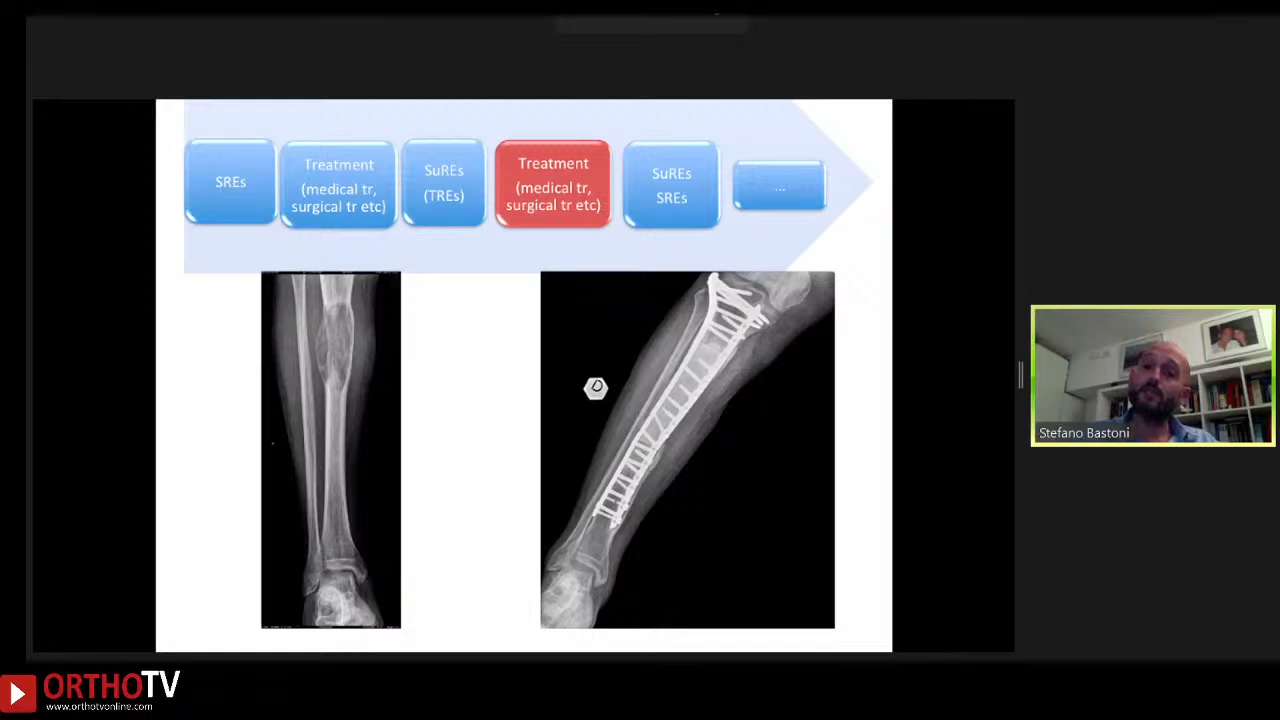 SREs
Treatment
(medical tr,
surgical tr etc)
SuREs
(TREs)
Treatment
(medical tr,
surgical tr etc)
SuREs
SREs
...
D
Stefano Bastoni
ORTHOTV
www.orthotvonline.com